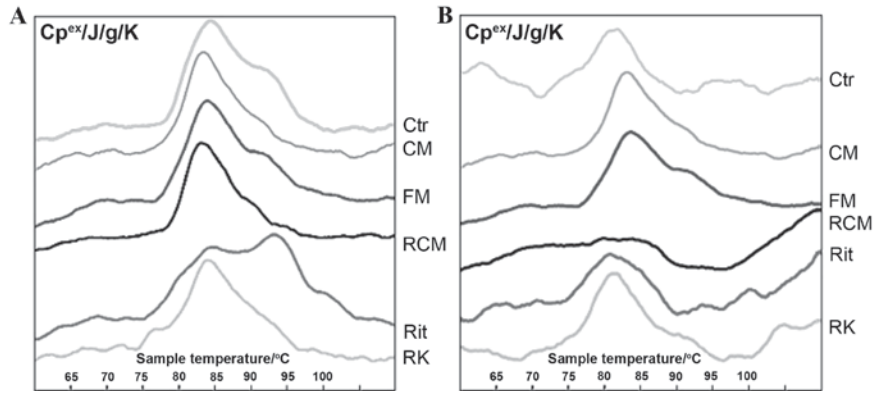 A
Cp^ex/J/g/K
Ctr
CM
FM
RCM
Rit
RK
Sample temperature/°C
65 70 75 80 85 90 95 100
B
Cp^ex/J/g/K
Ctr
CM
FM
RCM
Rit
RK
Sample temperature/°C
65 70 75 80 85 90 95 100